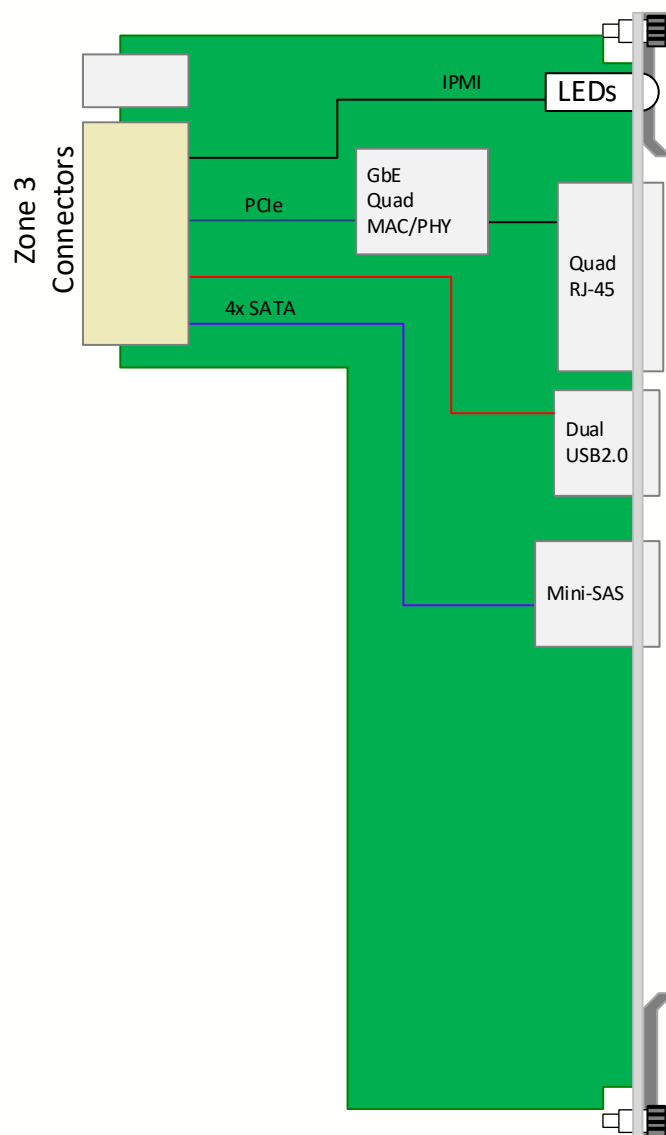 IPMI
LEDs
Zone 3
Connectors
GbE
Quad
MAC/PHY
PCIe
Quad
RJ-45
4x SATA
Dual
USB2.0
Mini-SAS